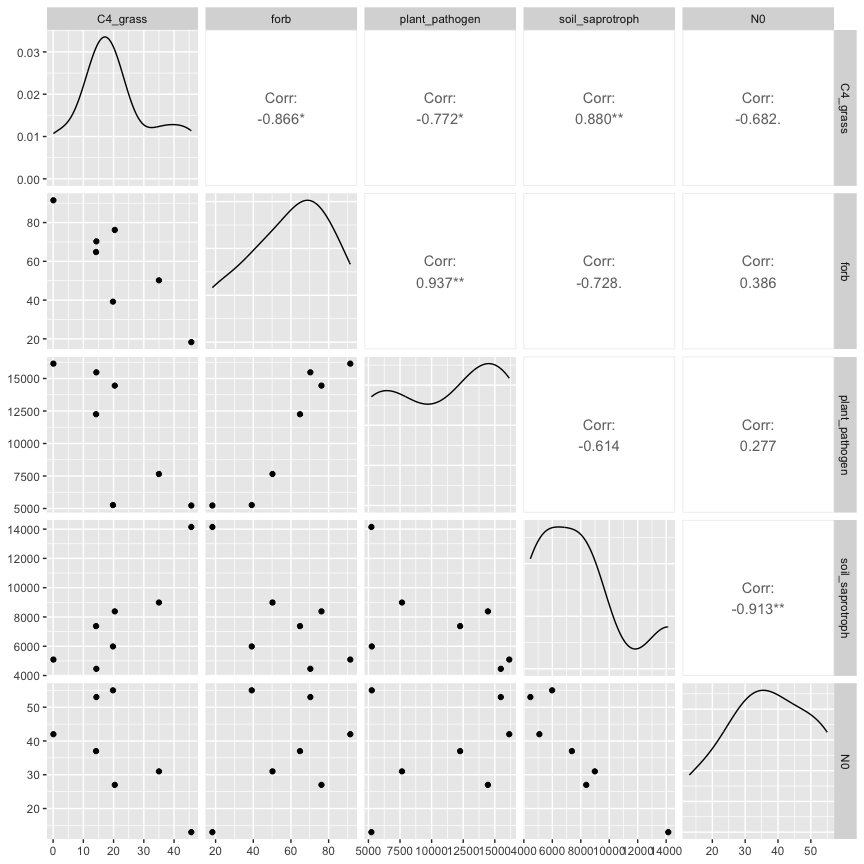 C4_grass forb plant_pathogen soil_saprotroph N0
0.03
0.02
0.01
0.00
Corr:
-0.866*
Corr:
-0.772*
Corr:
0.880**
Corr:
-0.682.
C4_grass
80
60
40
20
Corr:
0.937**
Corr:
-0.728.
Corr:
0.386
forb
15000
12500
10000
7500
5000
Corr:
-0.614
Corr:
0.277
plant_pathogen
14000
12000
10000
8000
6000
4000
Corr:
-0.913**
soil_saprotroph
50
40
30
20
N0
0 10 20 30 40 20 40 60 80 5000 7500 10000 12500 15000 4000 6000 8000 10000 12000 14000 20 30 40 50